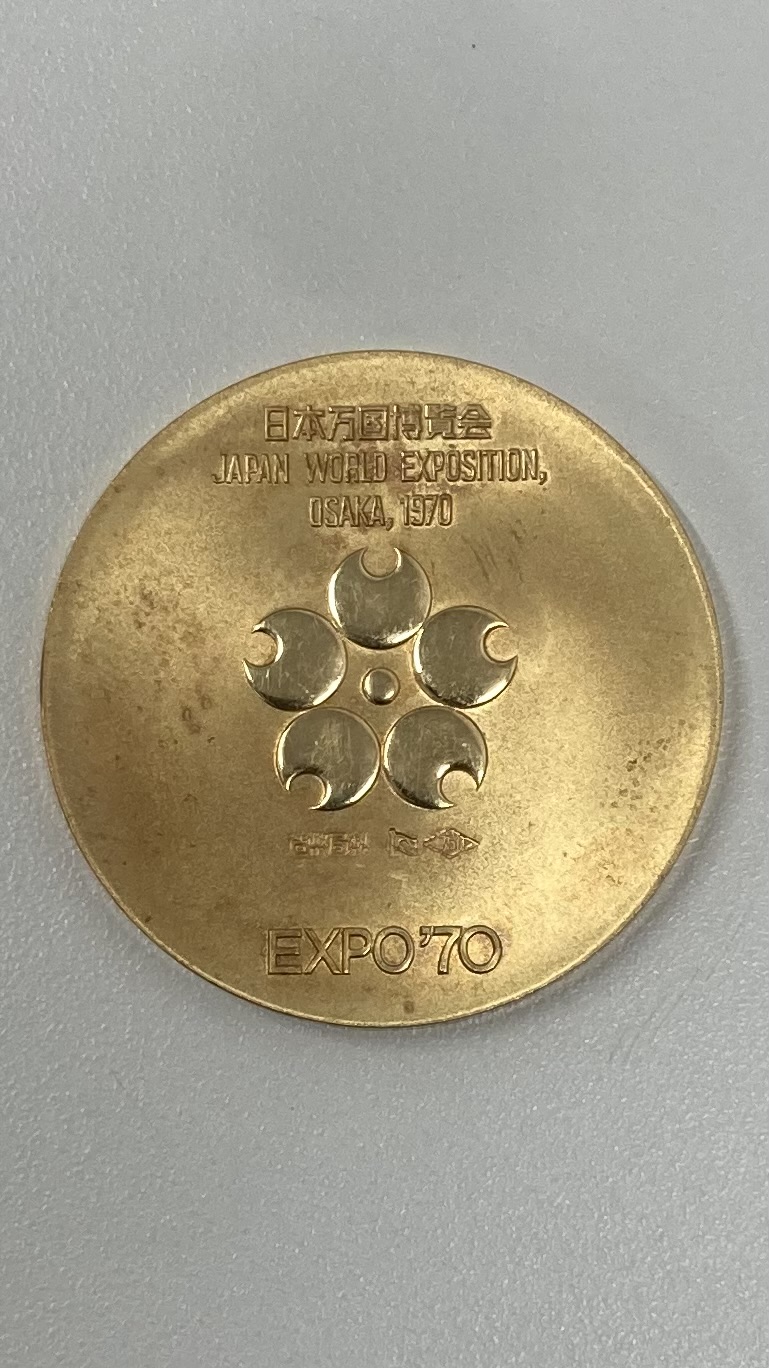 日本万国博覧会
JAPAN WORLD EXPOSITION,
OSAKA, 1970
EXPO'70